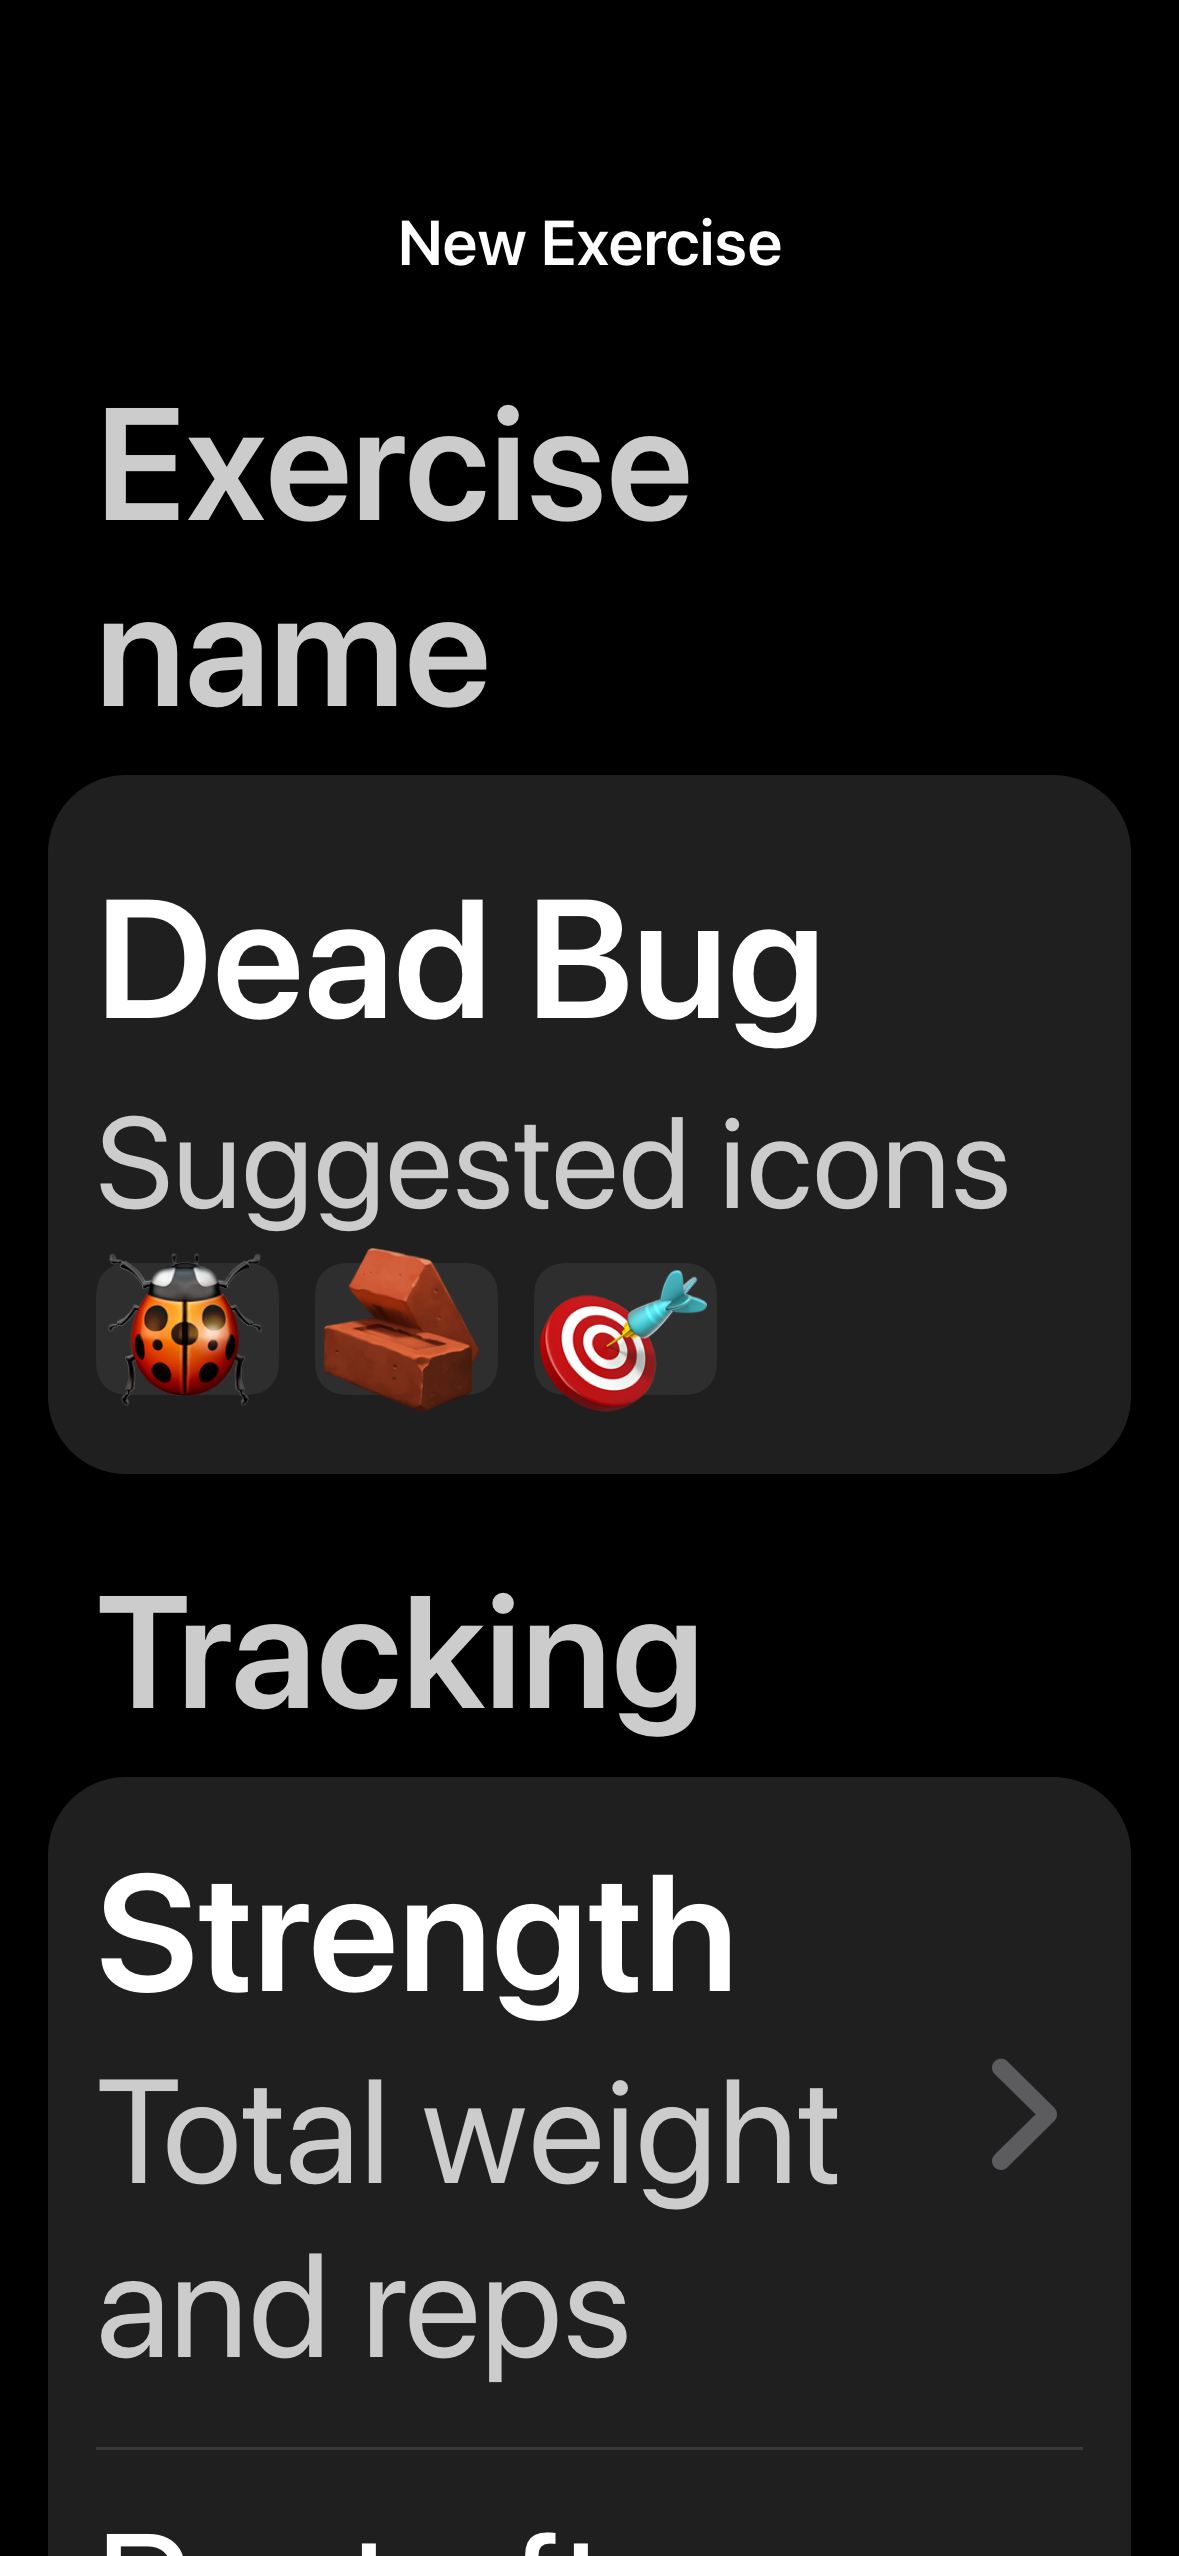 New Exercise
Exercise
name
Dead Bug
Suggested icons
Tracking
Strength
Total weight
and reps